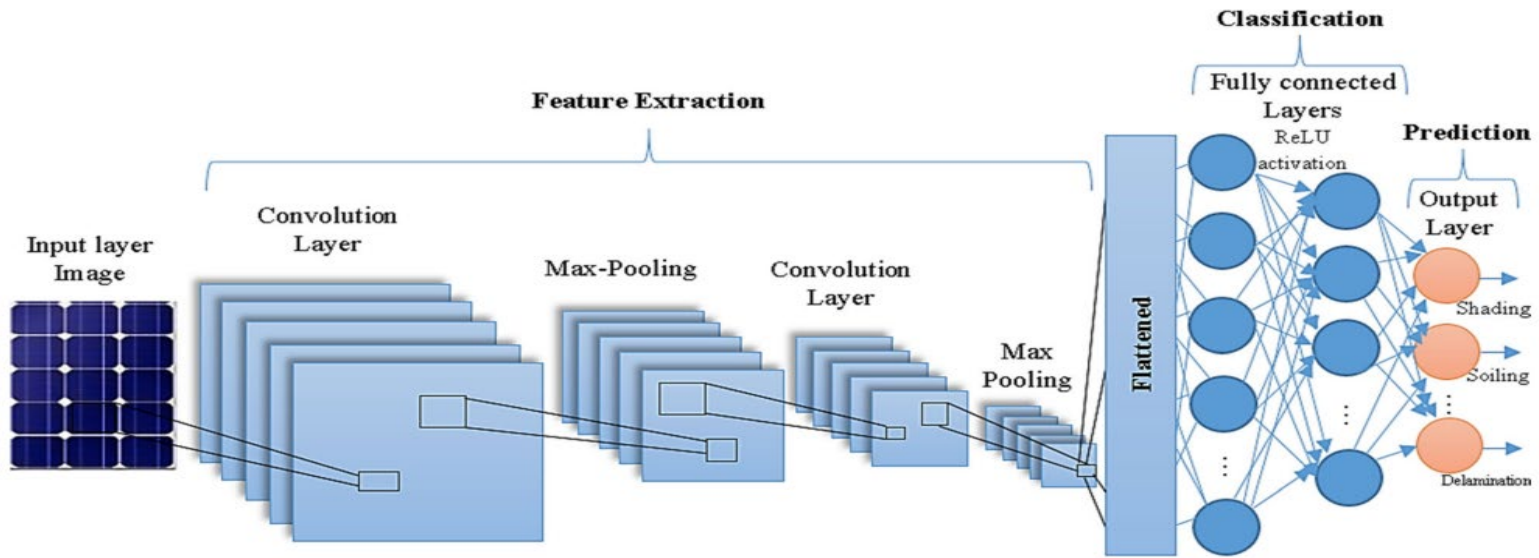 Classification
Fully connected
Layers
ReLU
activation
Feature Extraction
Prediction
Output
Layer
Convolution
Layer
Input layer
Image
Max-Pooling
Convolution
Layer
Max
Pooling
Flattened
Shading
Soiling
...
...
...
Delamination